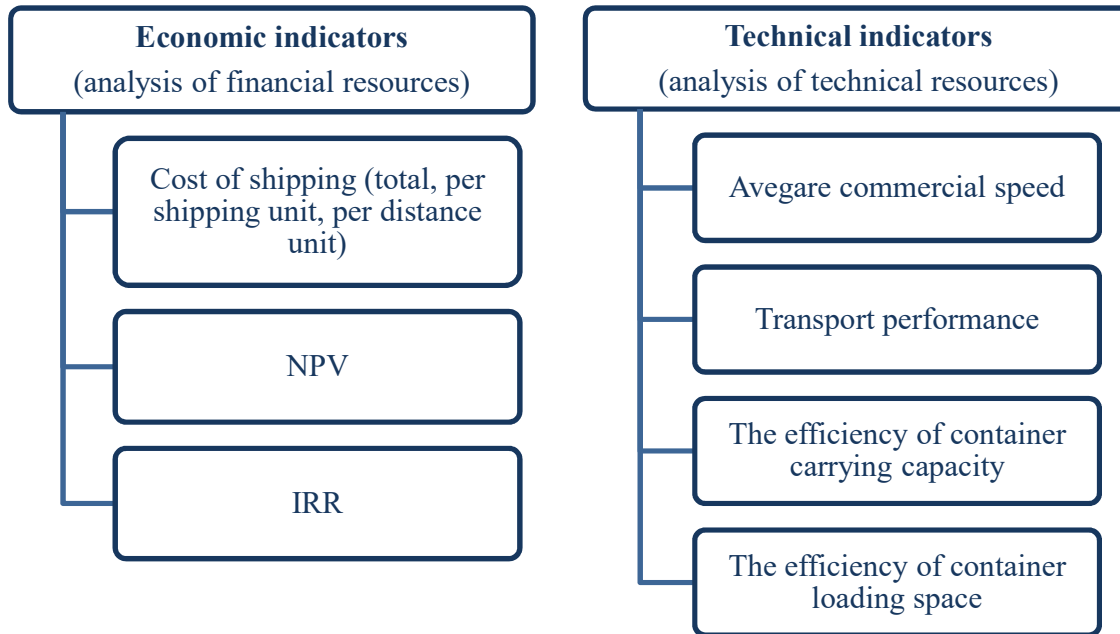 Economic indicators
(analysis of financial resources)
Cost of shipping (total, per
shipping unit, per distance
unit)
NPV
IRR
Technical indicators
(analysis of technical resources)
Avegare commercial speed
Transport performance
The efficiency of container
carrying capacity
The efficiency of container
loading space